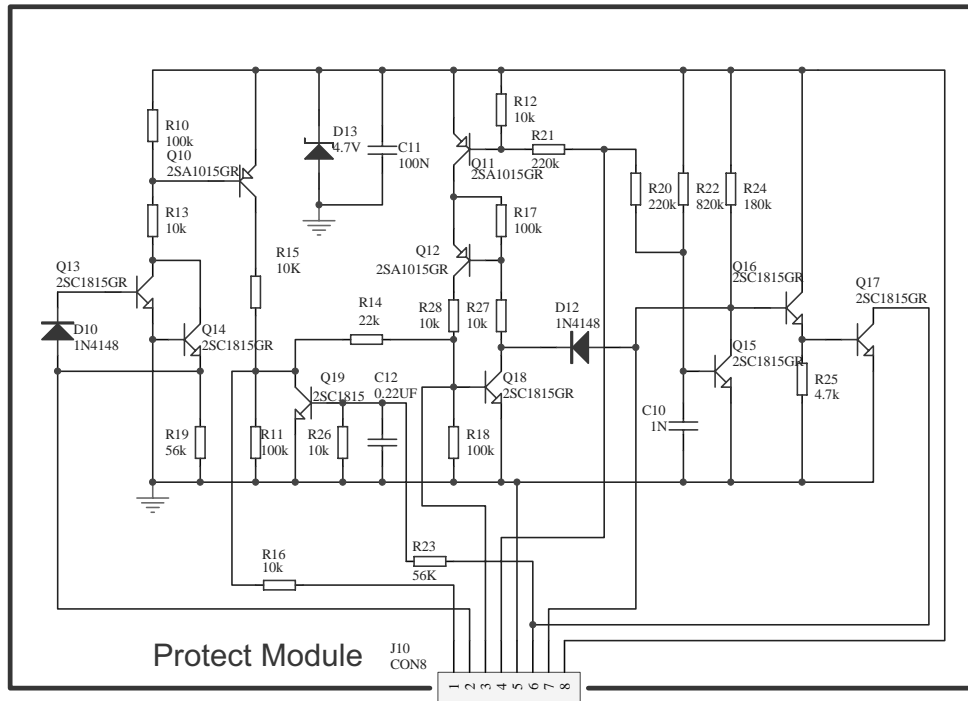 R10
100k
Q10
2SA1015GR
D13
4.7V
C11
100N
R12
10k
R21
220k
Q11
2SA1015GR
R20
220k
R22
820k
R24
180k
R13
10k
R17
100k
Q13
2SC1815GR
R15
10K
Q12
2SA1015GR
Q16
2SC1815GR
Q17
2SC1815GR
D10
1N4148
Q14
2SC1815GR
R14
22k
R28
10k
R27
10k
D12
1N4148
Q15
2SC1815GR
Q19
2SC1815
C12
0.22UF
Q18
2SC1815GR
R25
4.7k
C10
1N
R19
56k
R11
100k
R26
10k
R18
100k
R16
10k
R23
56K
Protect Module
J10
CON8
1 2 3 4 5 6 7 8